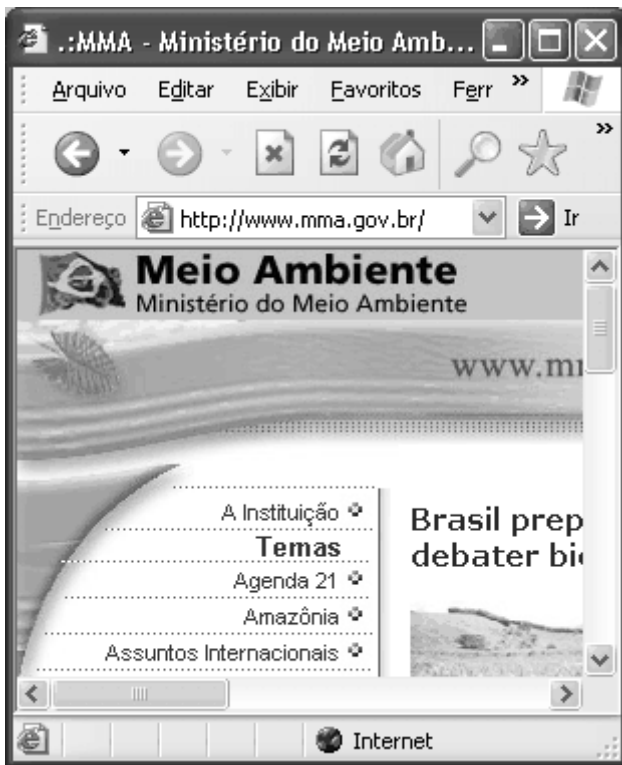 .:MMA - Ministério do Meio Amb...
Arquivo Editar Exibir Favoritos Ferr »
»
Endereço http://www.mma.gov.br/ Ir
Meio Ambiente
Ministério do Meio Ambiente
www.m
A Instituição
Temas
Agenda 21
Amazônia
Assuntos Internacionais
Brasil prep
debater bi
Internet